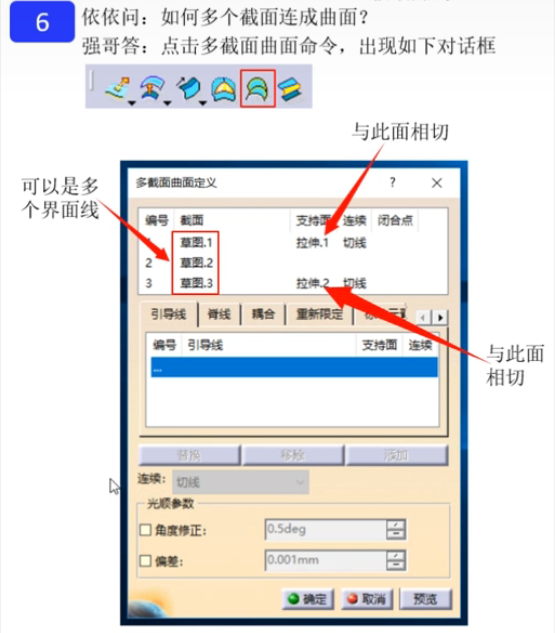 6
依依问：如何多个截面连成曲面？
强哥答：点击多截面曲面命令，出现如下对话框
与此面相切
可以是多
个界面线
多截面曲面定义 ? ×
编号 截面 支持面 连续 闭合点
草图.1 拉伸.1 切线
2 草图.2
3 草图.3 拉伸.2 切线
引导线 脊线 耦合 重新限定
编号 引导线 支持面 连续
...
与此面
相切
替换 移除 添加
连续： 切线
光顺参数
角度修正： 0.5deg
偏差： 0.001mm
确定 取消 预览